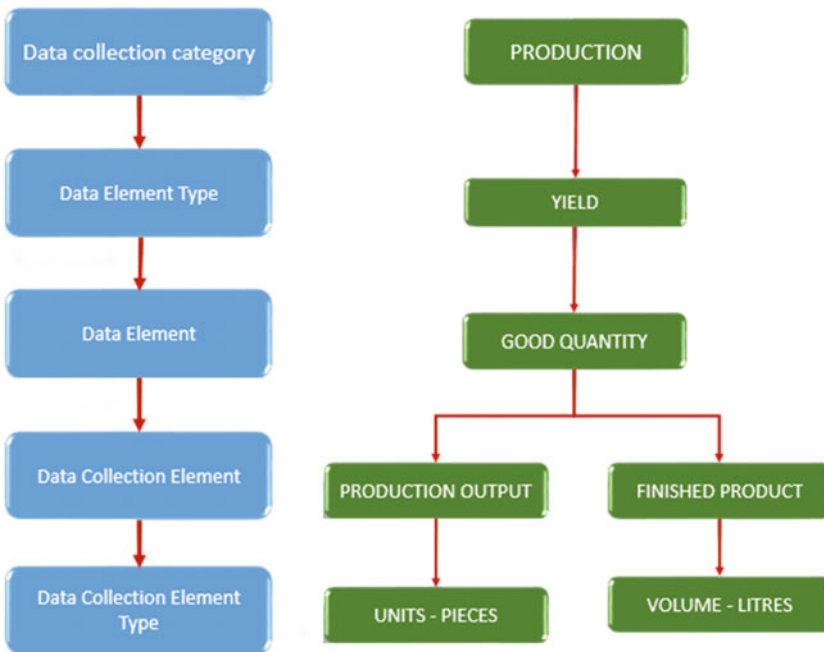 Data collection category
Data Element Type
Data Element
Data Collection Element
Data Collection Element
Type
PRODUCTION
YIELD
GOOD QUANTITY
PRODUCTION OUTPUT
FINISHED PRODUCT
UNITS - PIECES
VOLUME - LITRES